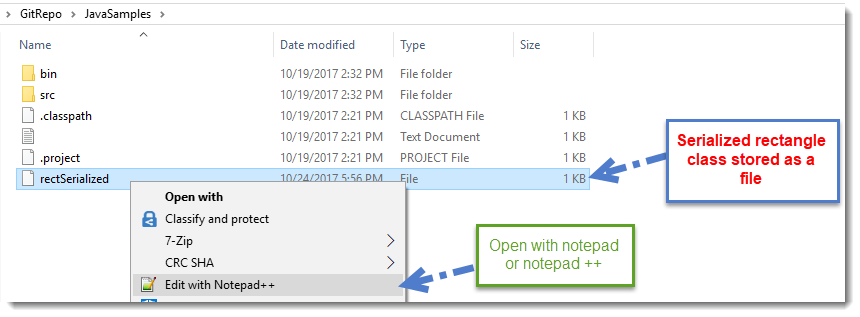 GitRepo > JavaSamples
Name Date modified Type Size
bin 10/19/2017 2:32 PM File folder
src 10/19/2017 2:32 PM File folder
.classpath 10/19/2017 2:21 PM CLASSPATH File 1 KB
10/19/2017 2:21 PM Text Document 1 KB
.project 10/19/2017 2:21 PM PROJECT File 1 KB
rectSerialized 10/24/2017 5:56 PM File 1 KB
Serialized rectangle
class stored as a
file
Open with
Classify and protect
7-Zip
CRC SHA
Edit with Notepad++
Open with notepad
or notepad ++